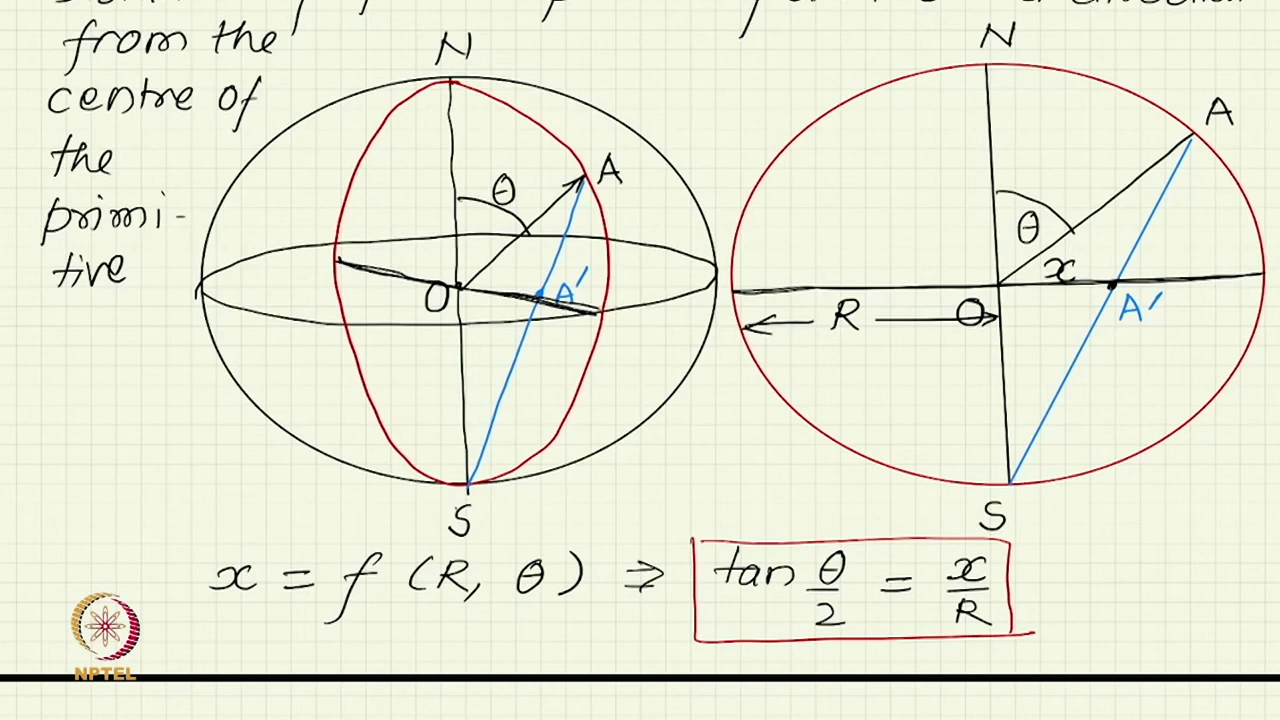 from the
centre of
the
primi-
tive
N
θ
A
O
A'
S
N
A
θ
x
R
O
A'
S
x = f (R, θ) ⇒ tan θ/2 = x/R
NPTEL